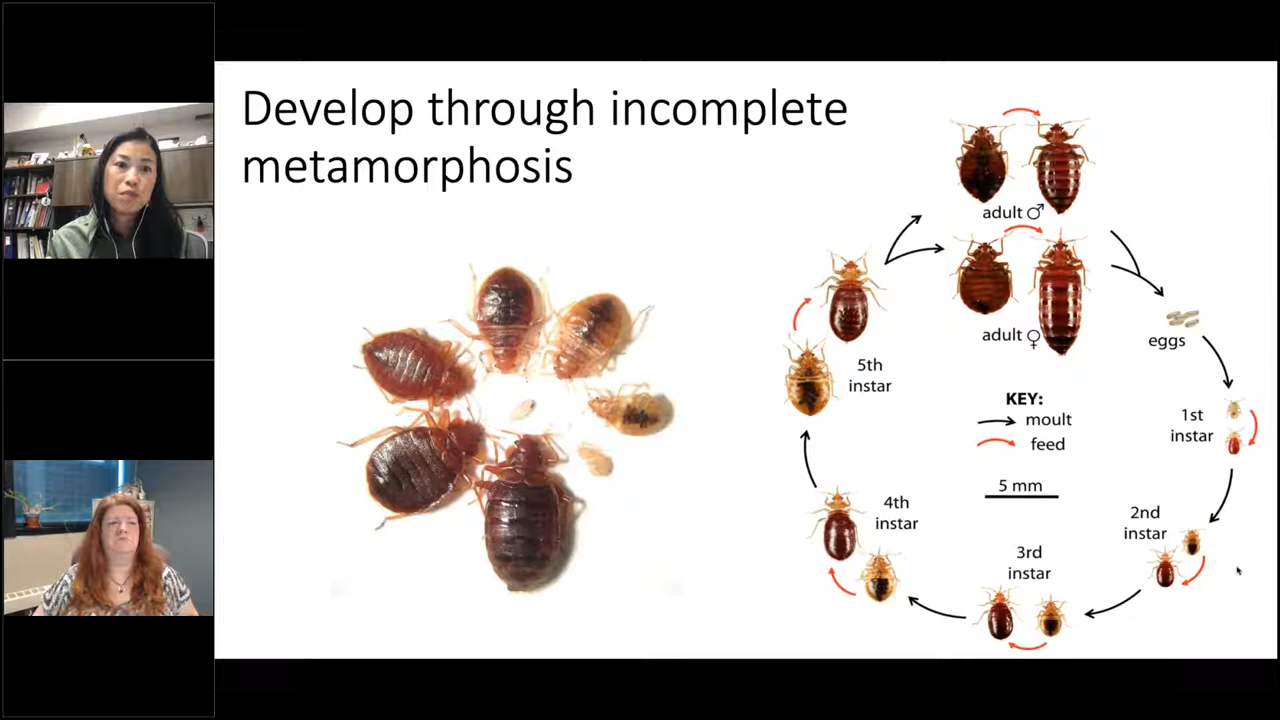 Develop through incomplete
metamorphosis
adult ♂
adult ♀
eggs
1st
instar
2nd
instar
3rd
instar
4th
instar
5th
instar
KEY:
moult
feed
5 mm